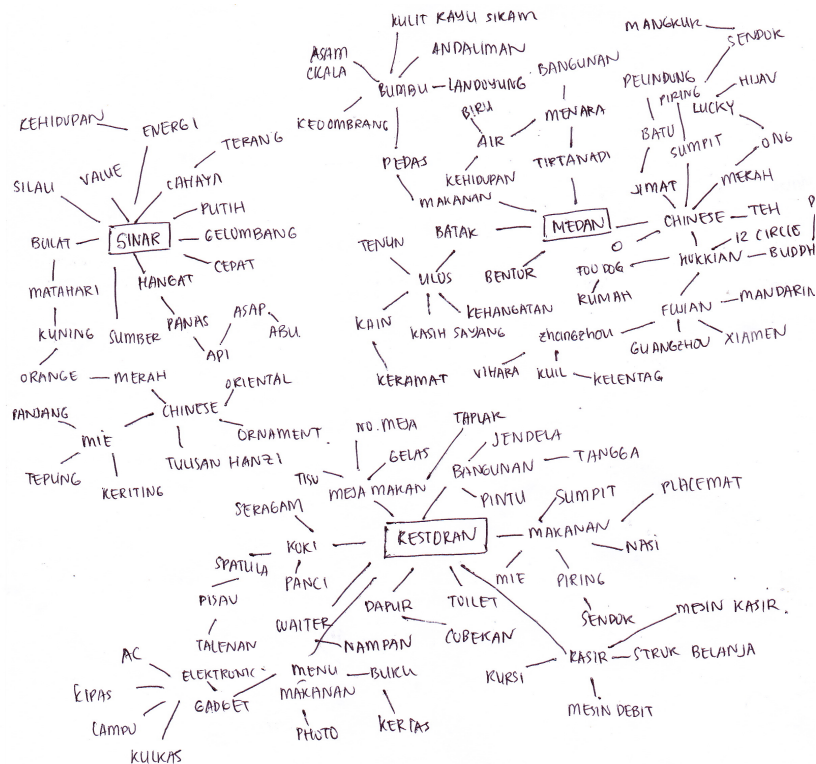 KULIT KAYU SIKAM
ASAM
CIKALA
ANDALIMAN
BUMBU
LANDOYUNG
KECOMBRANG
PEDAS
MAKANAN
BIRU
AIR
KEHIDUPAN
BANGUNAN
MENARA
TIRTANADI
MEDAN
MANGKUK
SENDOK
PELINDUNG
PIRING
HIJAU
LUCKY
BATU
SUMPIT
ONG
JIMAT
MERAH
CHINESE
TEH
12 CIRCLE
HOKKIAN
BUDDH
FOO DOG
RUMAH
FUJIAN
MANDARIN
GUANGZHOU
XIAMEN
Zhangzhou
VIHARA
KUIL
KELENTAG
BATAK
BENTOR
TENUN
ULOS
KAIN
KASIH SAYANG
KEHANGATAN
KERAMAT
KEHIDUPAN
ENERGI
TERANG
VALUE
CAHAYA
SILAU
PUTIH
BULAT
SINAR
GELOMBANG
CEPAT
MATAHARI
HANGAT
KUNING
SUMBER
PANAS
ASAP
ABU
API
ORANGE
MERAH
ORIENTAL
PANJANG
CHINESE
MIE
ORNAMENT
TEPUNG
KERITING
TULISAN HANZI
NO. MEJA
TAPLAK
GELAS
JENDELA
TISU
MEJA MAKAN
BANGUNAN
TANGGA
PINTU
SERAGAM
KOKI
RESTORAN
MAKANAN
SUMPIT
PLACEMAT
NASI
MIE
PIRING
SENDOK
SPATULA
PANCI
PISAU
TALENAN
WAITER
NAMPAN
DAPUR
COBEKAN
TOILET
KASIR
MESIN KASIR.
STRUK BELANJA
KURSI
MESIN DEBIT
AC
ELEKTRONIC
KIPAS
GADGET
LAMPU
KULKAS
MENU
MAKANAN
BUKU
PHOTO
KERTAS